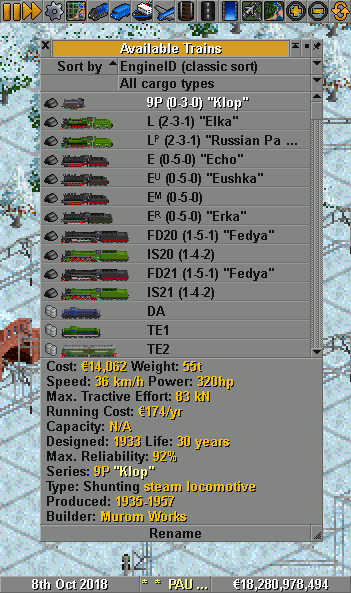 Available Trains
Sort by EngineID (classic sort)
All cargo types
9P (0-3-0) "Klop"
L (2-3-1) "Elka"
Lᴾ (2-3-1) "Russian Pa ...
E (0-5-0) "Echo"
Eᵁ (0-5-0) "Eushka"
Eᴹ (0-5-0)
Eᴿ (0-5-0) "Erka"
FD20 (1-5-1) "Fedya"
IS20 (1-4-2)
FD21 (1-5-1) "Fedya"
IS21 (1-4-2)
DA
TE1
TE2
Cost: €14,062 Weight: 55t
Speed: 36 km/h Power: 320hp
Max. Tractive Effort: 83 kN
Running Cost: €174/yr
Capacity: N/A
Designed: 1933 Life: 30 years
Max. Reliability: 92%
Series: 9P "Klop"
Type: Shunting steam locomotive
Produced: 1935-1957
Builder: Murom Works
Rename
8th Oct 2018 * * PAU ... €18,280,978,494